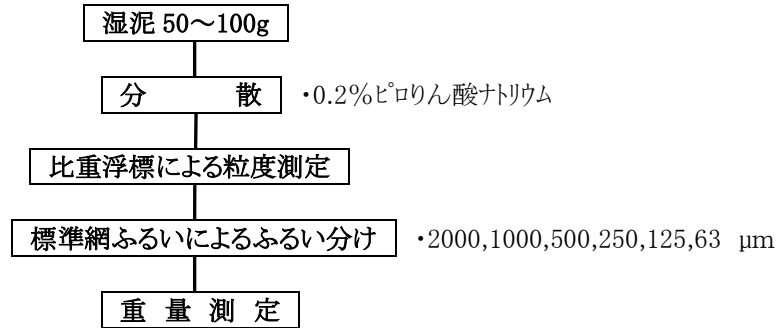 湿泥 50～100g
分　　　散　・0.2％ﾋﾟﾛりん酸ﾅﾄﾘｳﾑ
比重浮標による粒度測定
標準網ふるいによるふるい分け　・2000,1000,500,250,125,63　µm
重　量　測　定